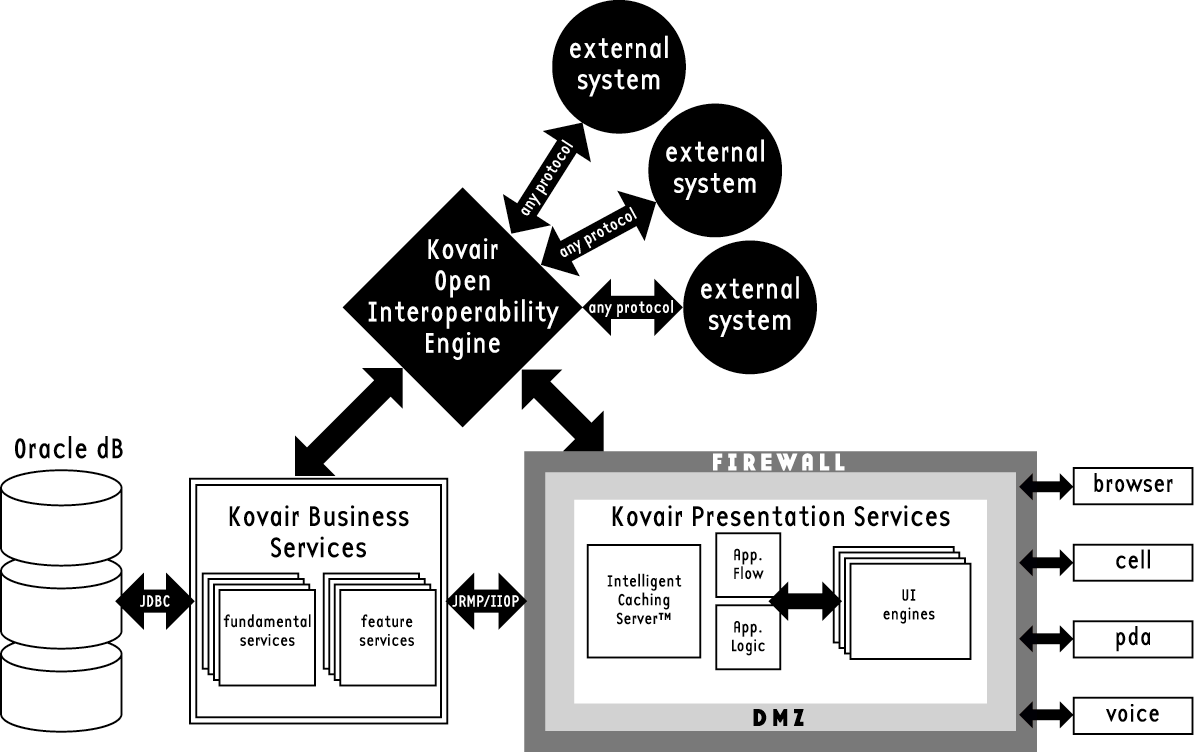 external
system
any protocol
external
system
any protocol
Kovair
Open
Interoperability
Engine
any protocol
external
system
Oracle dB
JDBC
Kovair Business
Services
fundamental
services
feature
services
JRMP/IIOP
FIREWALL
Kovair Presentation Services
Intelligent
Caching
Server™
App.
Flow
App.
Logic
UI
engines
DMZ
browser
cell
pda
voice